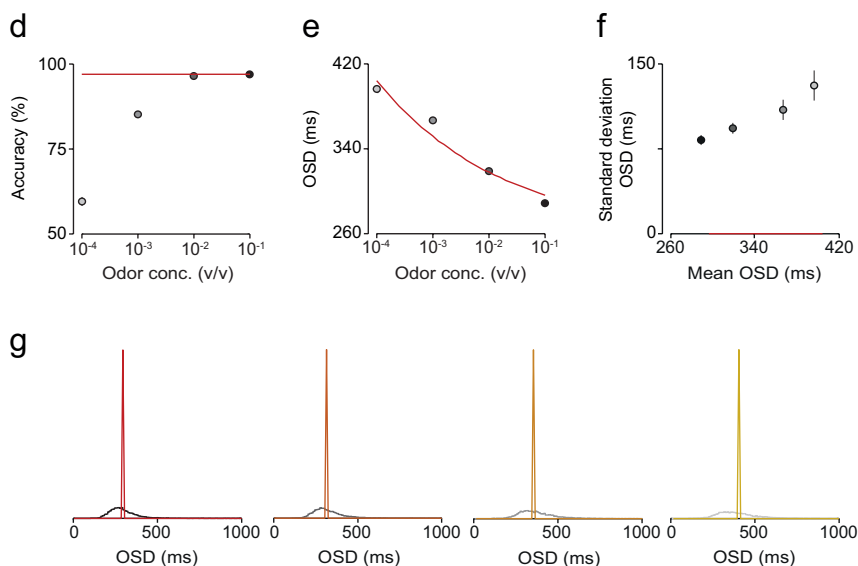 d
Accuracy (%)
100
75
50
10⁻⁴ 10⁻³ 10⁻² 10⁻¹
Odor conc. (v/v)
e
OSD (ms)
420
340
260
10⁻⁴ 10⁻³ 10⁻² 10⁻¹
Odor conc. (v/v)
f
Standard deviation
OSD (ms)
150
0
260 340 420
Mean OSD (ms)
g
0 500 1000
OSD (ms)
0 500 1000
OSD (ms)
0 500 1000
OSD (ms)
0 500 1000
OSD (ms)